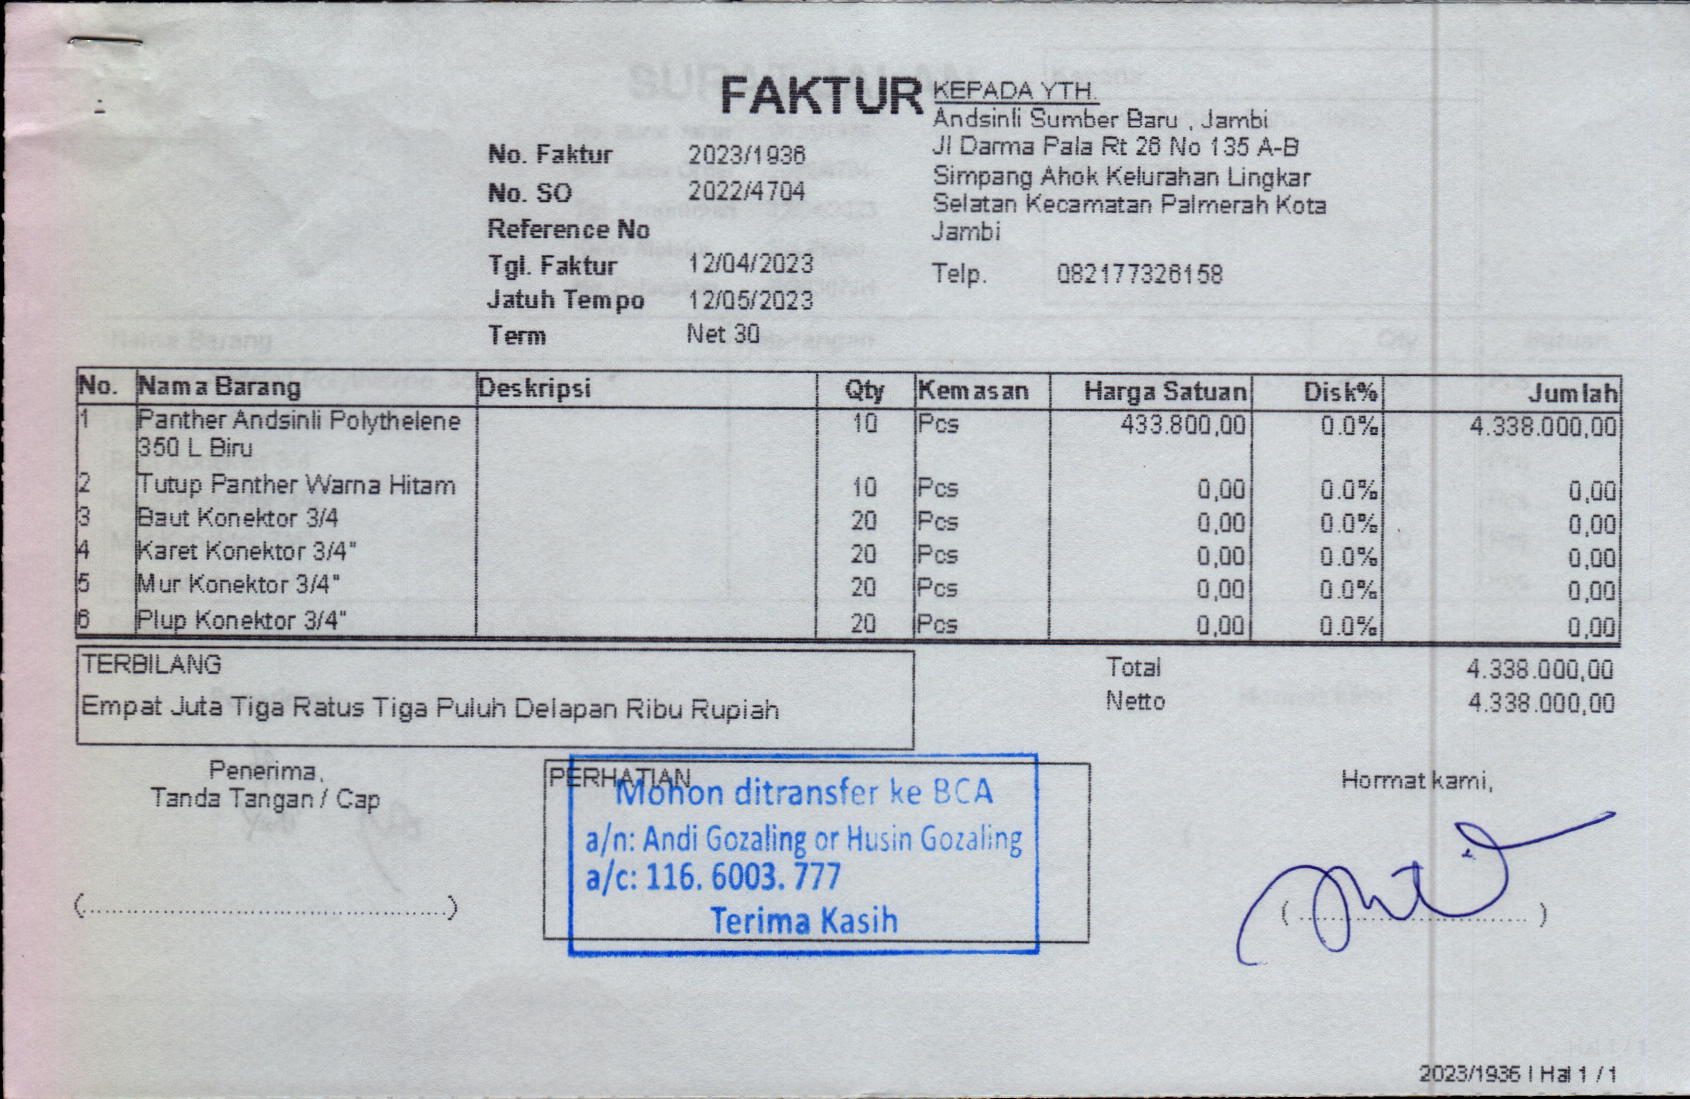 FAKTUR
No. Faktur 2023/1936
No. SO 2022/4704
Reference No
Tgl. Faktur 12/04/2023
Jatuh Tempo 12/05/2023
Term Net 30
KEPADA YTH.
Andsinli Sumber Baru , Jambi
Jl Darma Pala Rt 26 No 135 A-B
Simpang Ahok Kelurahan Lingkar
Selatan Kecamatan Palmerah Kota
Jambi
Telp. 082177326158
No. Nama Barang Deskripsi Qty Kemasan Harga Satuan Disk% Jumlah
1 Panther Andsinli Polythelene 10 Pcs 433.800,00 0.0% 4.338.000,00
350 L Biru
2 Tutup Panther Warna Hitam 10 Pcs 0,00 0.0% 0,00
3 Baut Konektor 3/4 20 Pcs 0,00 0.0% 0,00
4 Karet Konektor 3/4" 20 Pcs 0,00 0.0% 0,00
5 Mur Konektor 3/4" 20 Pcs 0,00 0.0% 0,00
6 Plup Konektor 3/4" 20 Pcs 0,00 0.0% 0,00
TERBILANG
Empat Juta Tiga Ratus Tiga Puluh Delapan Ribu Rupiah
Total 4.338.000,00
Netto 4.338.000,00
Penerima,
Tanda Tangan / Cap
(..................................................)
PERHATIAN
Mohon ditransfer ke BCA
a/n: Andi Gozaling or Husin Gozaling
a/c: 116. 6003. 777
Terima Kasih
Hormat kami,
(................................)
2023/1936 | Hal 1 / 1